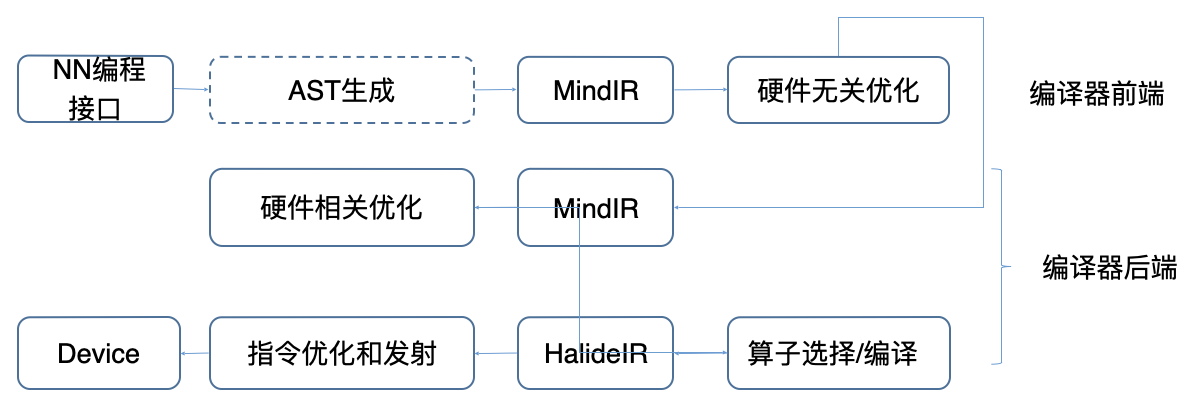 NN编程
接口
AST生成
MindIR
硬件无关优化
编译器前端
硬件相关优化
MindIR
编译器后端
Device
指令优化和发射
HalideIR
算子选择/编译